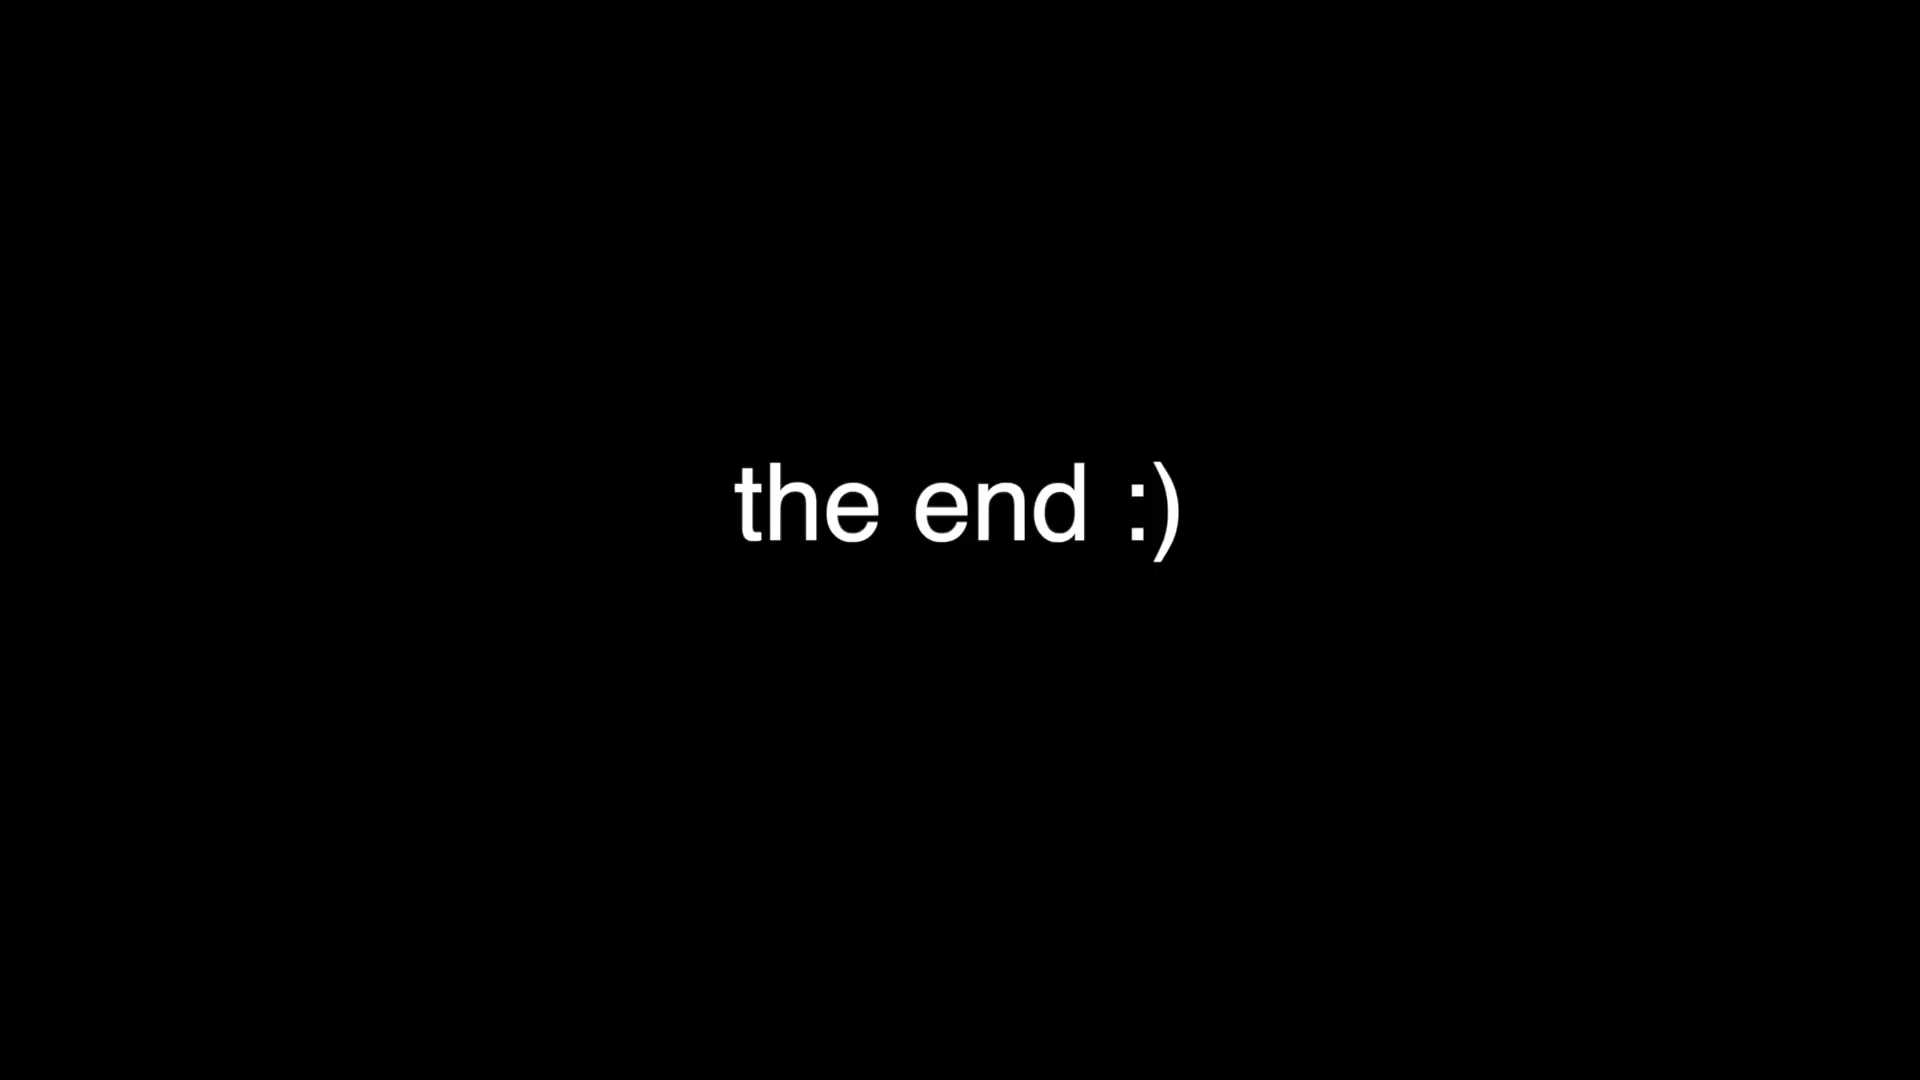 the end :)